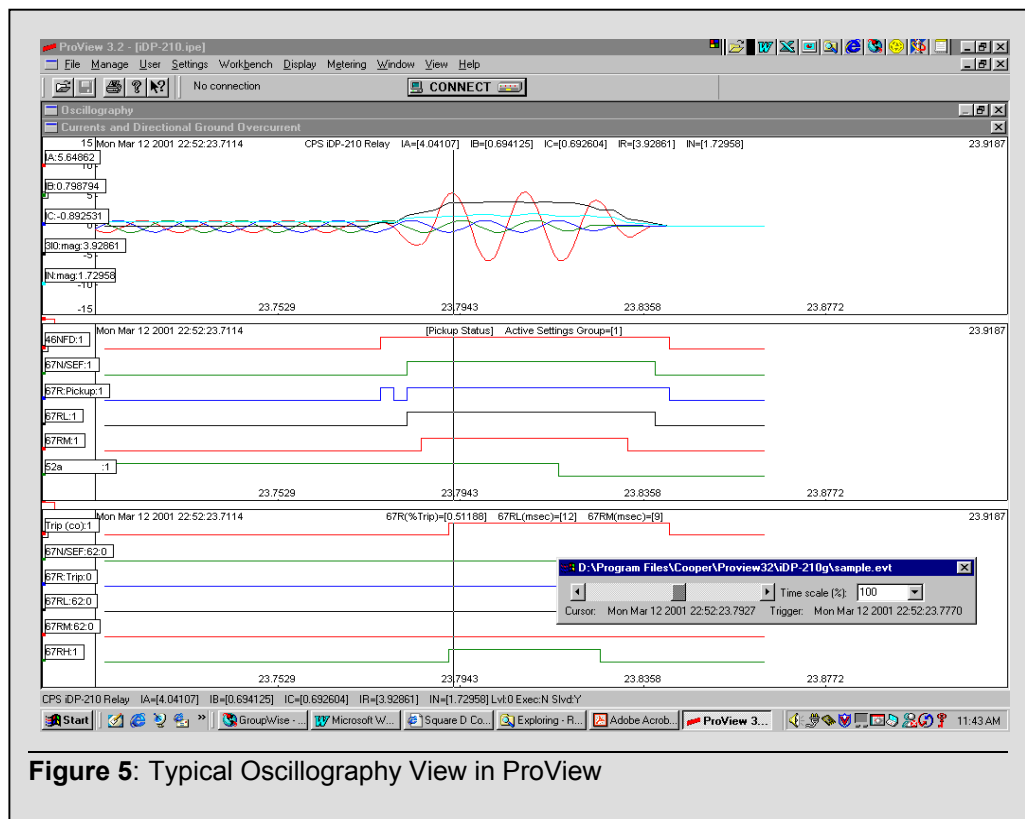 ProView 3.2 - [iDP-210.ipe]
File Manage User Settings Workbench Display Metering Window View Help
No connection
CONNECT
Oscillography
Currents and Directional Ground Overcurrent
15 Mon Mar 12 2001 22:52:23.7114 CPS iDP-210 Relay IA=[4.04107] IB=[0.694125] IC=[0.692604] IR=[3.92861] IN=[1.72958] 23.9187
IA:5.64862
10
IB:0.798794
5
IC:-0.892531
0
3I0:mag:3.92861
-5
IN:mag:1.72958
-10
-15 23.7529 23.7943 23.8358 23.8772
Mon Mar 12 2001 22:52:23.7114 [Pickup Status] Active Settings Group=[1] 23.9187
46NFD:1
67N/SEF:1
67R:Pickup:1
67RL:1
67RM:1
52a :1
23.7529 23.7943 23.8358 23.8772
Mon Mar 12 2001 22:52:23.7114 67R(%Trip)=[0.51188] 67RL(msec)=[12] 67RM(msec)=[9] 23.9187
Trip (co):1
67N/SEF:62:0
67R:Trip:0
67RL:62:0
67RM:62:0
67RH:1
D:\Program Files\Cooper\Proview32\iDP-210g\sample.evt
Time scale (%): 100
Cursor: Mon Mar 12 2001 22:52:23.7927 Trigger: Mon Mar 12 2001 22:52:23.7770
23.7529 23.7943 23.8358 23.8772
CPS iDP-210 Relay IA=[4.04107] IB=[0.694125] IC=[0.692604] IR=[3.92861] IN=[1.72958] Lvl:0 Exec:N Slvd:Y
Start » GroupWise - ... Microsoft W... Square D Co... Exploring - R... Adobe Acrob... ProView 3... 11:43 AM
Figure 5: Typical Oscillography View in ProView